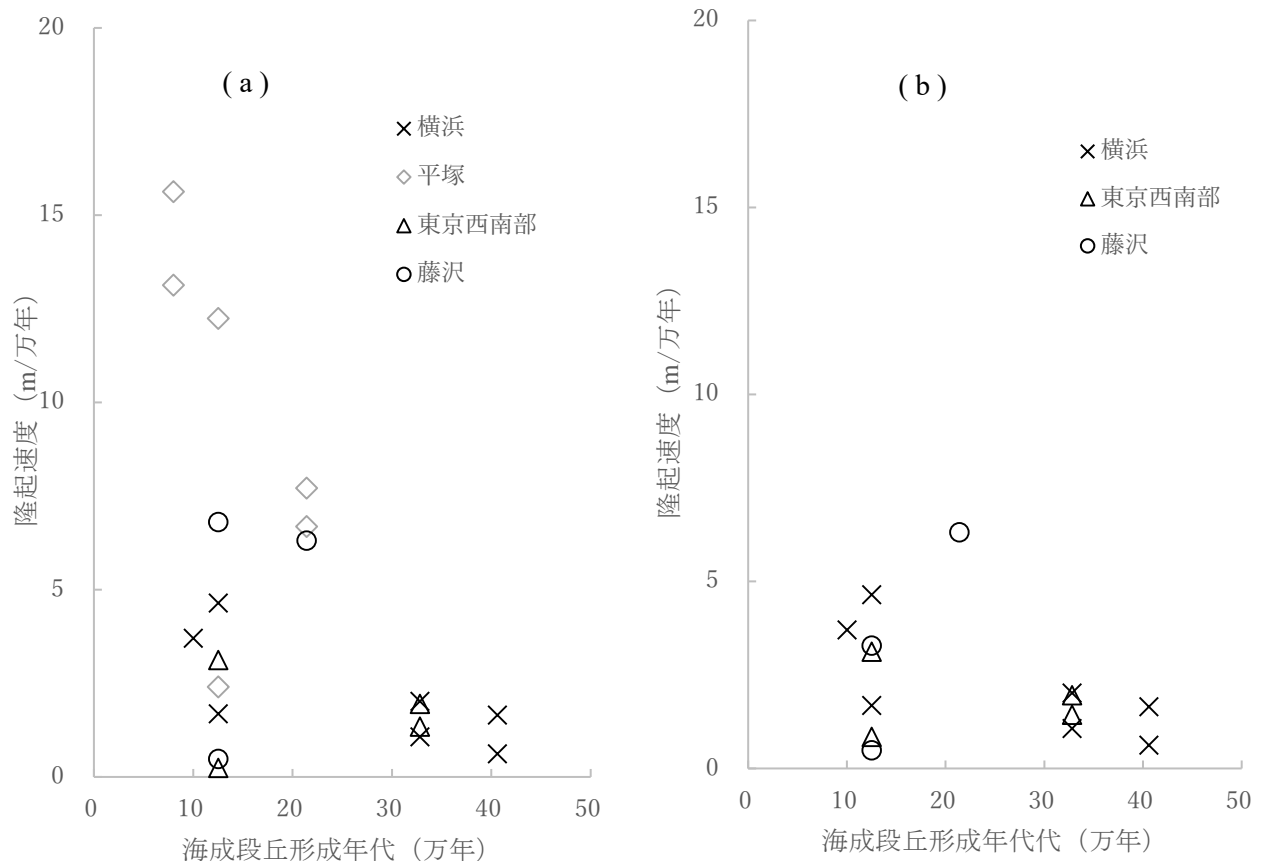 20
15
10
5
0
隆起速度（m/万年）
( a )
横浜
平塚
東京西南部
藤沢
0 10 20 30 40 50
海成段丘形成年代（万年）
20
15
10
5
0
隆起速度（m/万年）
( b )
横浜
東京西南部
藤沢
0 10 20 30 40 50
海成段丘形成年代代（万年）